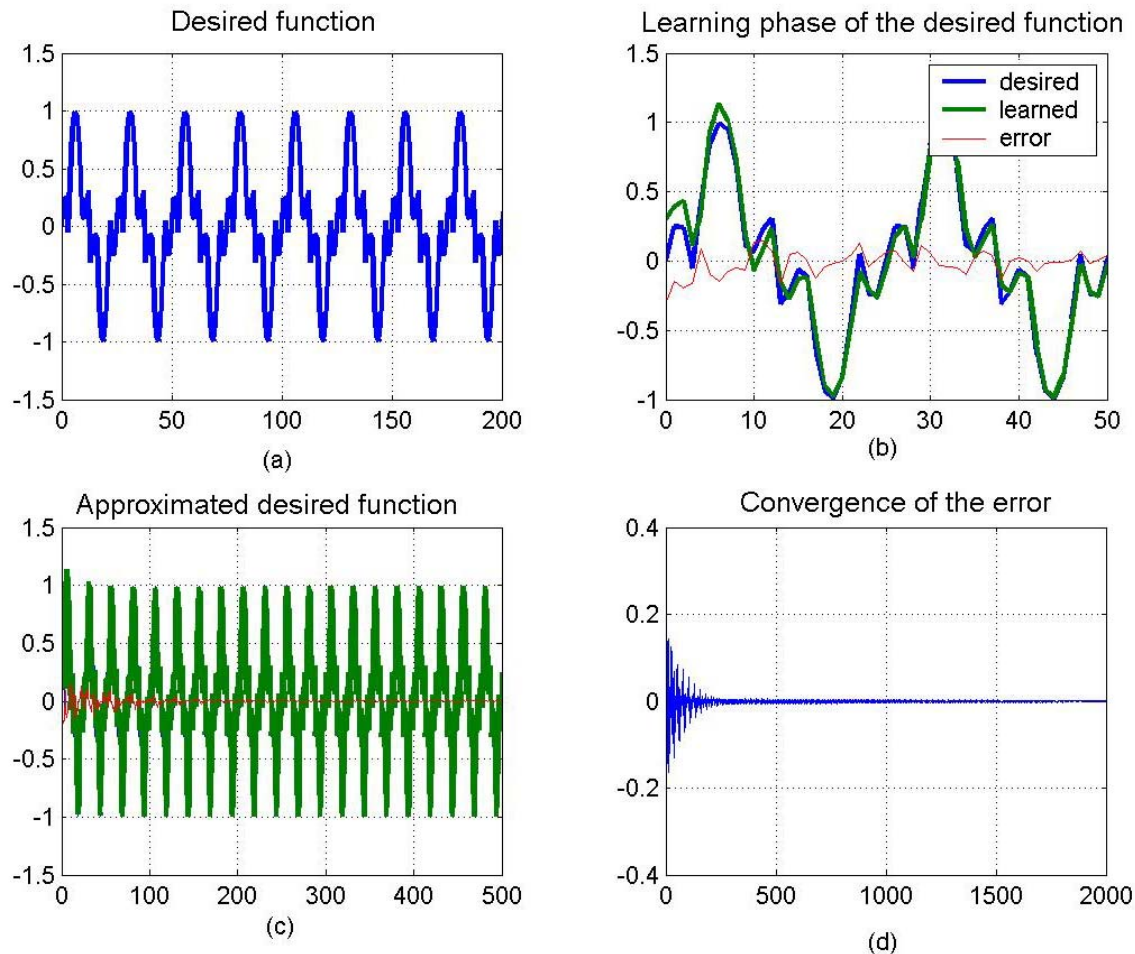 Desired function
1.5
1
0.5
0
-0.5
-1
-1.5
0 50 100 150 200
(a)
Learning phase of the desired function
1.5
1
0.5
0
-0.5
-1
0 10 20 30 40 50
desired
learned
error
(b)
Approximated desired function
1.5
1
0.5
0
-0.5
-1
-1.5
0 100 200 300 400 500
(c)
Convergence of the error
0.4
0.2
0
-0.2
-0.4
0 500 1000 1500 2000
(d)